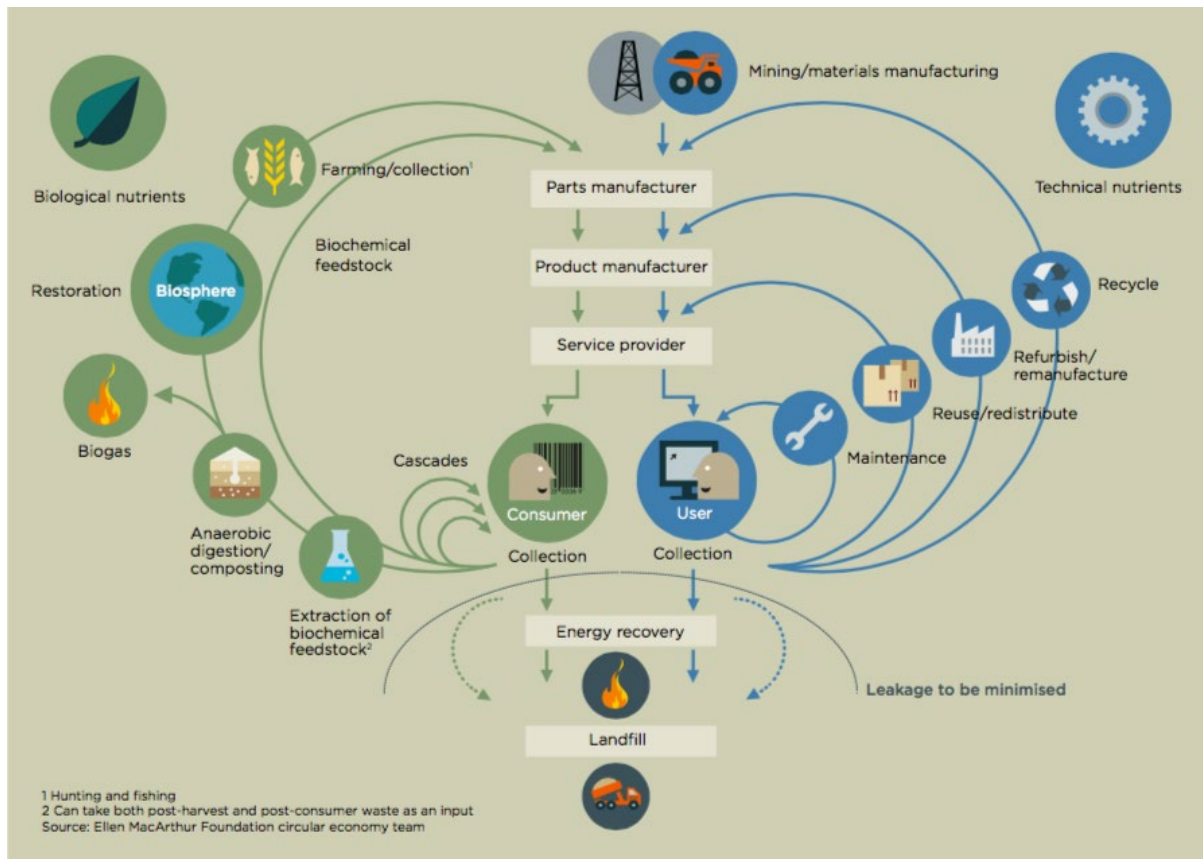 Mining/materials manufacturing
Biological nutrients
Farming/collection¹
Technical nutrients
Parts manufacturer
Biochemical
feedstock
Product manufacturer
Restoration
Biosphere
Recycle
Service provider
Refurbish/
remanufacture
Reuse/redistribute
Biogas
Cascades
Maintenance
Consumer
User
Anaerobic
digestion/
composting
Collection
Collection
Extraction of
biochemical
feedstock²
Energy recovery
Leakage to be minimised
Landfill
1 Hunting and fishing
2 Can take both post-harvest and post-consumer waste as an input
Source: Ellen MacArthur Foundation circular economy team